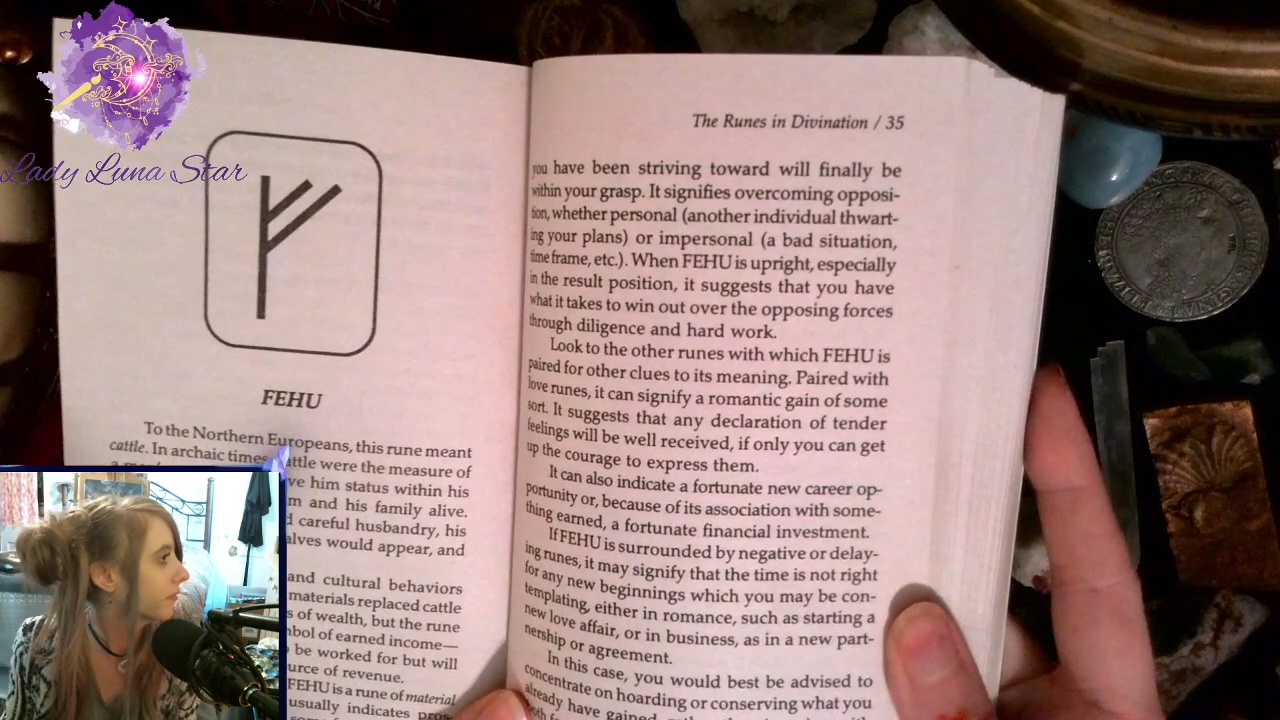 Lady Luna Star
FEHU
To the Northern Europeans, this rune meant
cattle. In archaic times, cattle were the measure of
ve him status within his
m and his family alive.
careful husbandry, his
alves would appear, and
and cultural behaviors
materials replaced cattle
s of wealth, but the rune
bol of earned income—
be worked for but will
urce of revenue.
FEHU is a rune of material
usually indicates pros-
The Runes in Divination / 35
you have been striving toward will finally be
within your grasp. It signifies overcoming opposi-
tion, whether personal (another individual thwart-
ing your plans) or impersonal (a bad situation,
time frame, etc.). When FEHU is upright, especially
in the result position, it suggests that you have
what it takes to win out over the opposing forces
through diligence and hard work.
Look to the other runes with which FEHU is
paired for other clues to its meaning. Paired with
love runes, it can signify a romantic gain of some
sort. It suggests that any declaration of tender
feelings will be well received, if only you can get
up the courage to express them.
It can also indicate a fortunate new career op-
portunity or, because of its association with some-
thing earned, a fortunate financial investment.
If FEHU is surrounded by negative or delay-
ing runes, it may signify that the time is not right
for any new beginnings which you may be con-
templating, either in romance, such as starting a
new love affair, or in business, as in a new part-
nership or agreement.
In this case, you would best be advised to
concentrate on hoarding or conserving what you
already have gained,